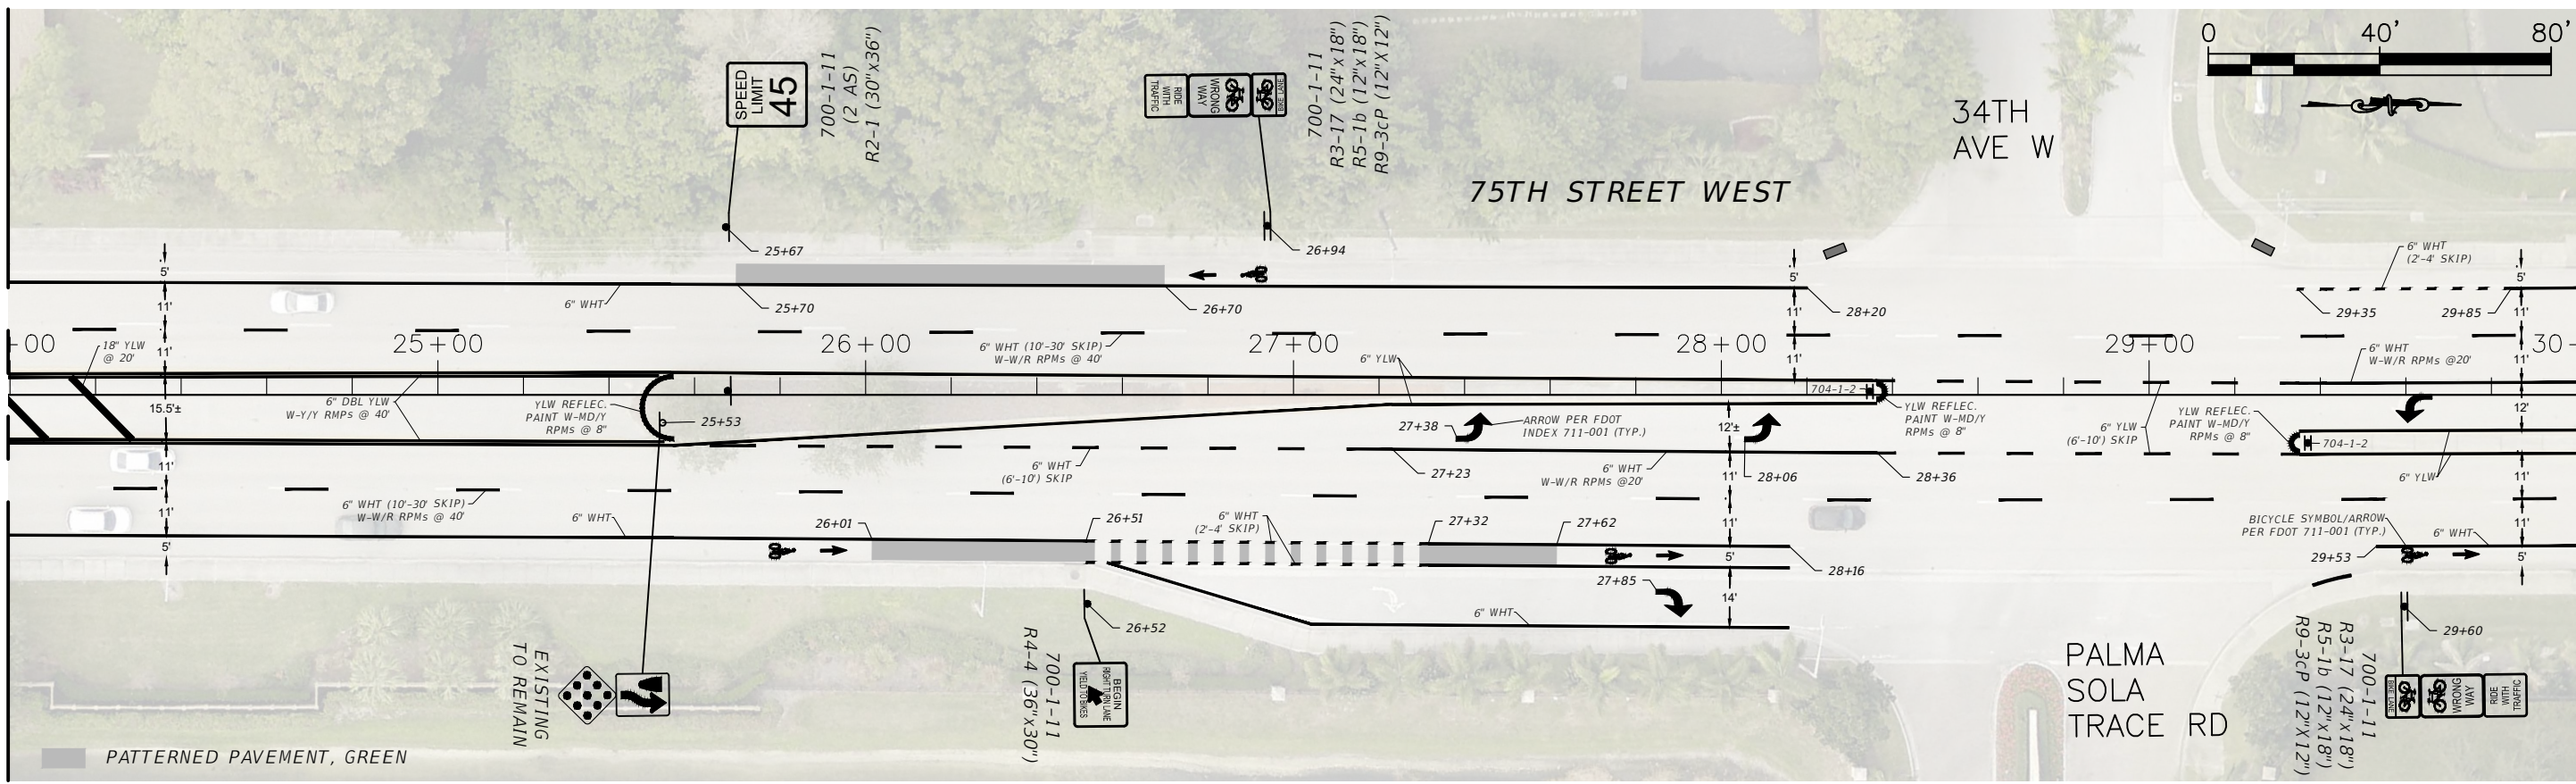 0 40' 80'
SPEED
LIMIT
45
700-1-11
(2 AS)
R2-1 (30"x36")
BIKE LANE
WRONG
WAY
RIDE
WITH
TRAFFIC
700-1-11
R3-17 (24"x18")
R5-1b (12"x18")
R9-3cP (12"X12")
34TH
AVE W
75TH STREET WEST
25+67
26+94
6" WHT
(2'-4' SKIP)
5'
5'
5'
11'
6" WHT
25+70
26+70
11'
28+20
29+35
29+85
11'
+00
18" YLW
@ 20'
11'
25+00
26+00
6" WHT (10'-30' SKIP)
W-W/R RPMs @ 40'
27+00
6" YLW
28+00
11'
29+00
6" WHT
W-W/R RPMs @20'
11'
30
15.5'±
6" DBL YLW
W-Y/Y RMPs @ 40'
YLW REFLEC.
PAINT W-MD/Y
RPMs @ 8"
25+53
27+38
ARROW PER FDOT
INDEX 711-001 (TYP.)
12'±
704-1-2
YLW REFLEC.
PAINT W-MD/Y
RPMs @ 8"
6" YLW
(6'-10') SKIP
YLW REFLEC.
PAINT W-MD/Y
RPMs @ 8"
704-1-2
12'
11'
6" WHT
(6'-10') SKIP
27+23
6" WHT
W-W/R RPMs @20'
11'
28+06
28+36
6" YLW
11'
6" WHT (10'-30' SKIP)
W-W/R RPMs @ 40'
11'
6" WHT
26+01
26+51
6" WHT
(2'-4' SKIP)
27+32
27+62
11'
BICYCLE SYMBOL/ARROW
PER FDOT 711-001 (TYP.)
6" WHT
11'
5'
5'
28+16
29+53
5'
27+85
14'
6" WHT
26+52
29+60
EXISTING
TO REMAIN
700-1-11
R4-4 (36"x30")
BEGIN
RIGHT TURN LANE
YIELD TO BIKES
PALMA
SOLA
TRACE RD
700-1-11
R3-17 (24"x18")
R5-1b (12"x18")
R9-3cP (12"X12")
BIKE LANE
WRONG
WAY
RIDE
WITH
TRAFFIC
PATTERNED PAVEMENT, GREEN